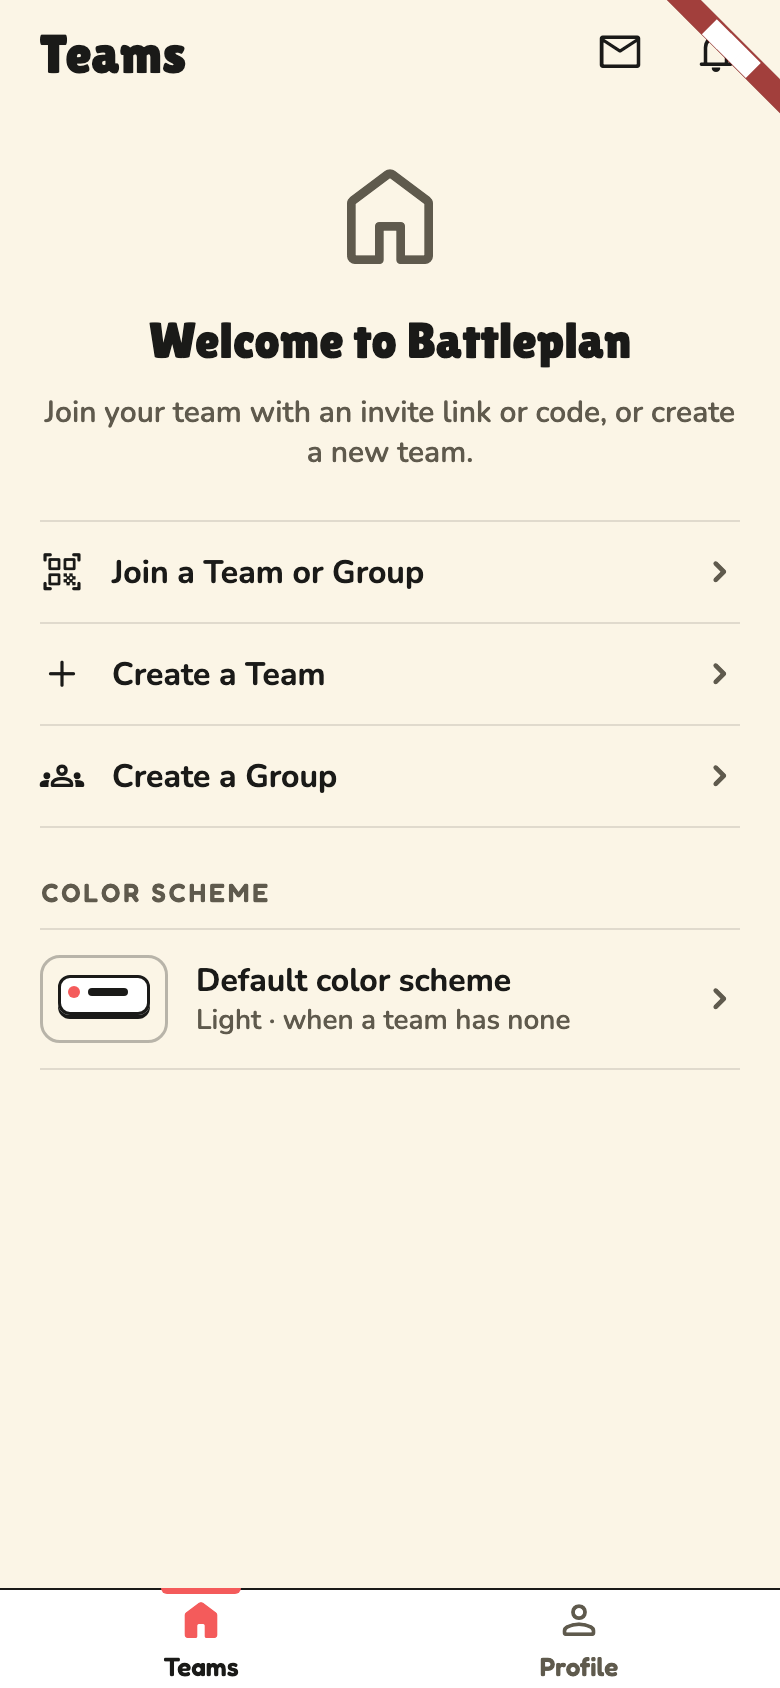 Teams
Welcome to Battleplan
Join your team with an invite link or code, or create
a new team.
Join a Team or Group
Create a Team
Create a Group
COLOR SCHEME
Default color scheme
Light · when a team has none
Teams
Profile